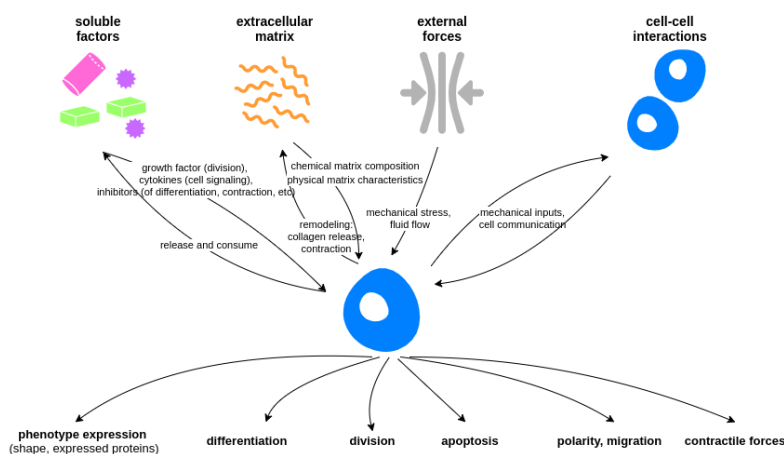 soluble
factors
extracellular
matrix
external
forces
cell-cell
interactions
growth factor (division),
cytokines (cell signaling),
inhibitors (of differentiation, contraction, etc)
chemical matrix composition
physical matrix characteristics
release and consume
remodeling:
collagen release,
contraction
mechanical stress,
fluid flow
mechanical inputs,
cell communication
phenotype expression
(shape, expressed proteins)
differentiation
division
apoptosis
polarity, migration
contractile forces